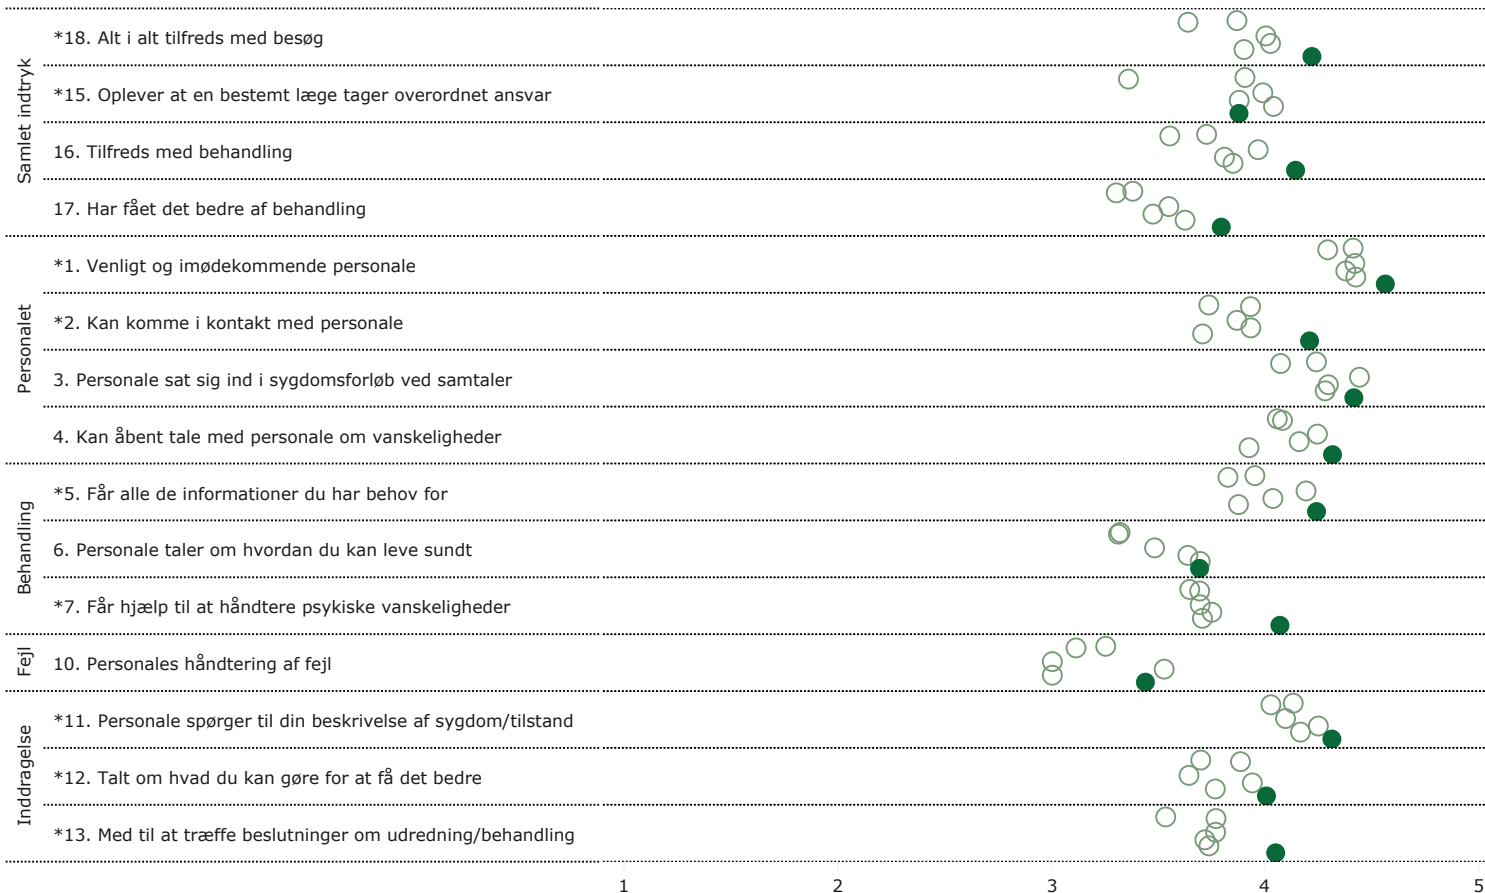 Samlet indtryk
*18. Alt i alt tilfreds med besøg
*15. Oplever at en bestemt læge tager overordnet ansvar
16. Tilfreds med behandling
17. Har fået det bedre af behandling
Personalet
*1. Venligt og imødekommende personale
*2. Kan komme i kontakt med personale
3. Personale sat sig ind i sygdomsforløb ved samtaler
4. Kan åbent tale med personale om vanskeligheder
Behandling
*5. Får alle de informationer du har behov for
6. Personale taler om hvordan du kan leve sundt
*7. Får hjælp til at håndtere psykiske vanskeligheder
Fejl
10. Personales håndtering af fejl
Inddragelse
*11. Personale spørger til din beskrivelse af sygdom/tilstand
*12. Talt om hvad du kan gøre for at få det bedre
*13. Med til at træffe beslutninger om udredning/behandling
1 2 3 4 5